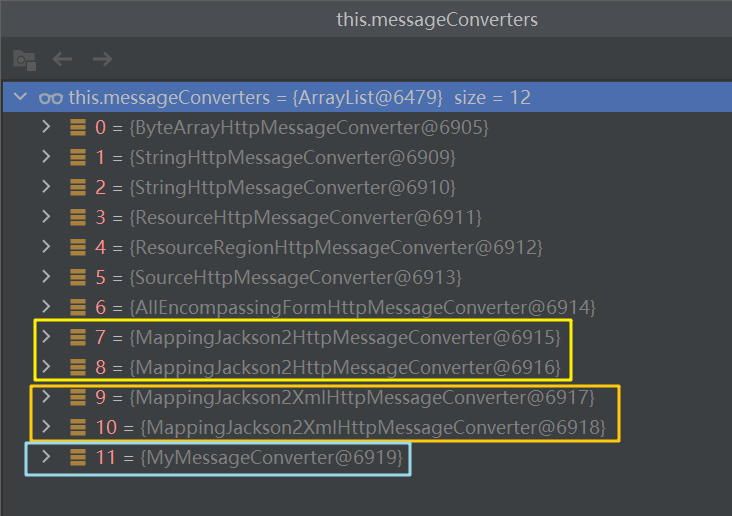 this.messageConverters
this.messageConverters = {ArrayList@6479} size = 12
0 = {ByteArrayHttpMessageConverter@6905}
1 = {StringHttpMessageConverter@6909}
2 = {StringHttpMessageConverter@6910}
3 = {ResourceHttpMessageConverter@6911}
4 = {ResourceRegionHttpMessageConverter@6912}
5 = {SourceHttpMessageConverter@6913}
6 = {AllEncompassingFormHttpMessageConverter@6914}
7 = {MappingJackson2HttpMessageConverter@6915}
8 = {MappingJackson2HttpMessageConverter@6916}
9 = {MappingJackson2XmlHttpMessageConverter@6917}
10 = {MappingJackson2XmlHttpMessageConverter@6918}
11 = {MyMessageConverter@6919}